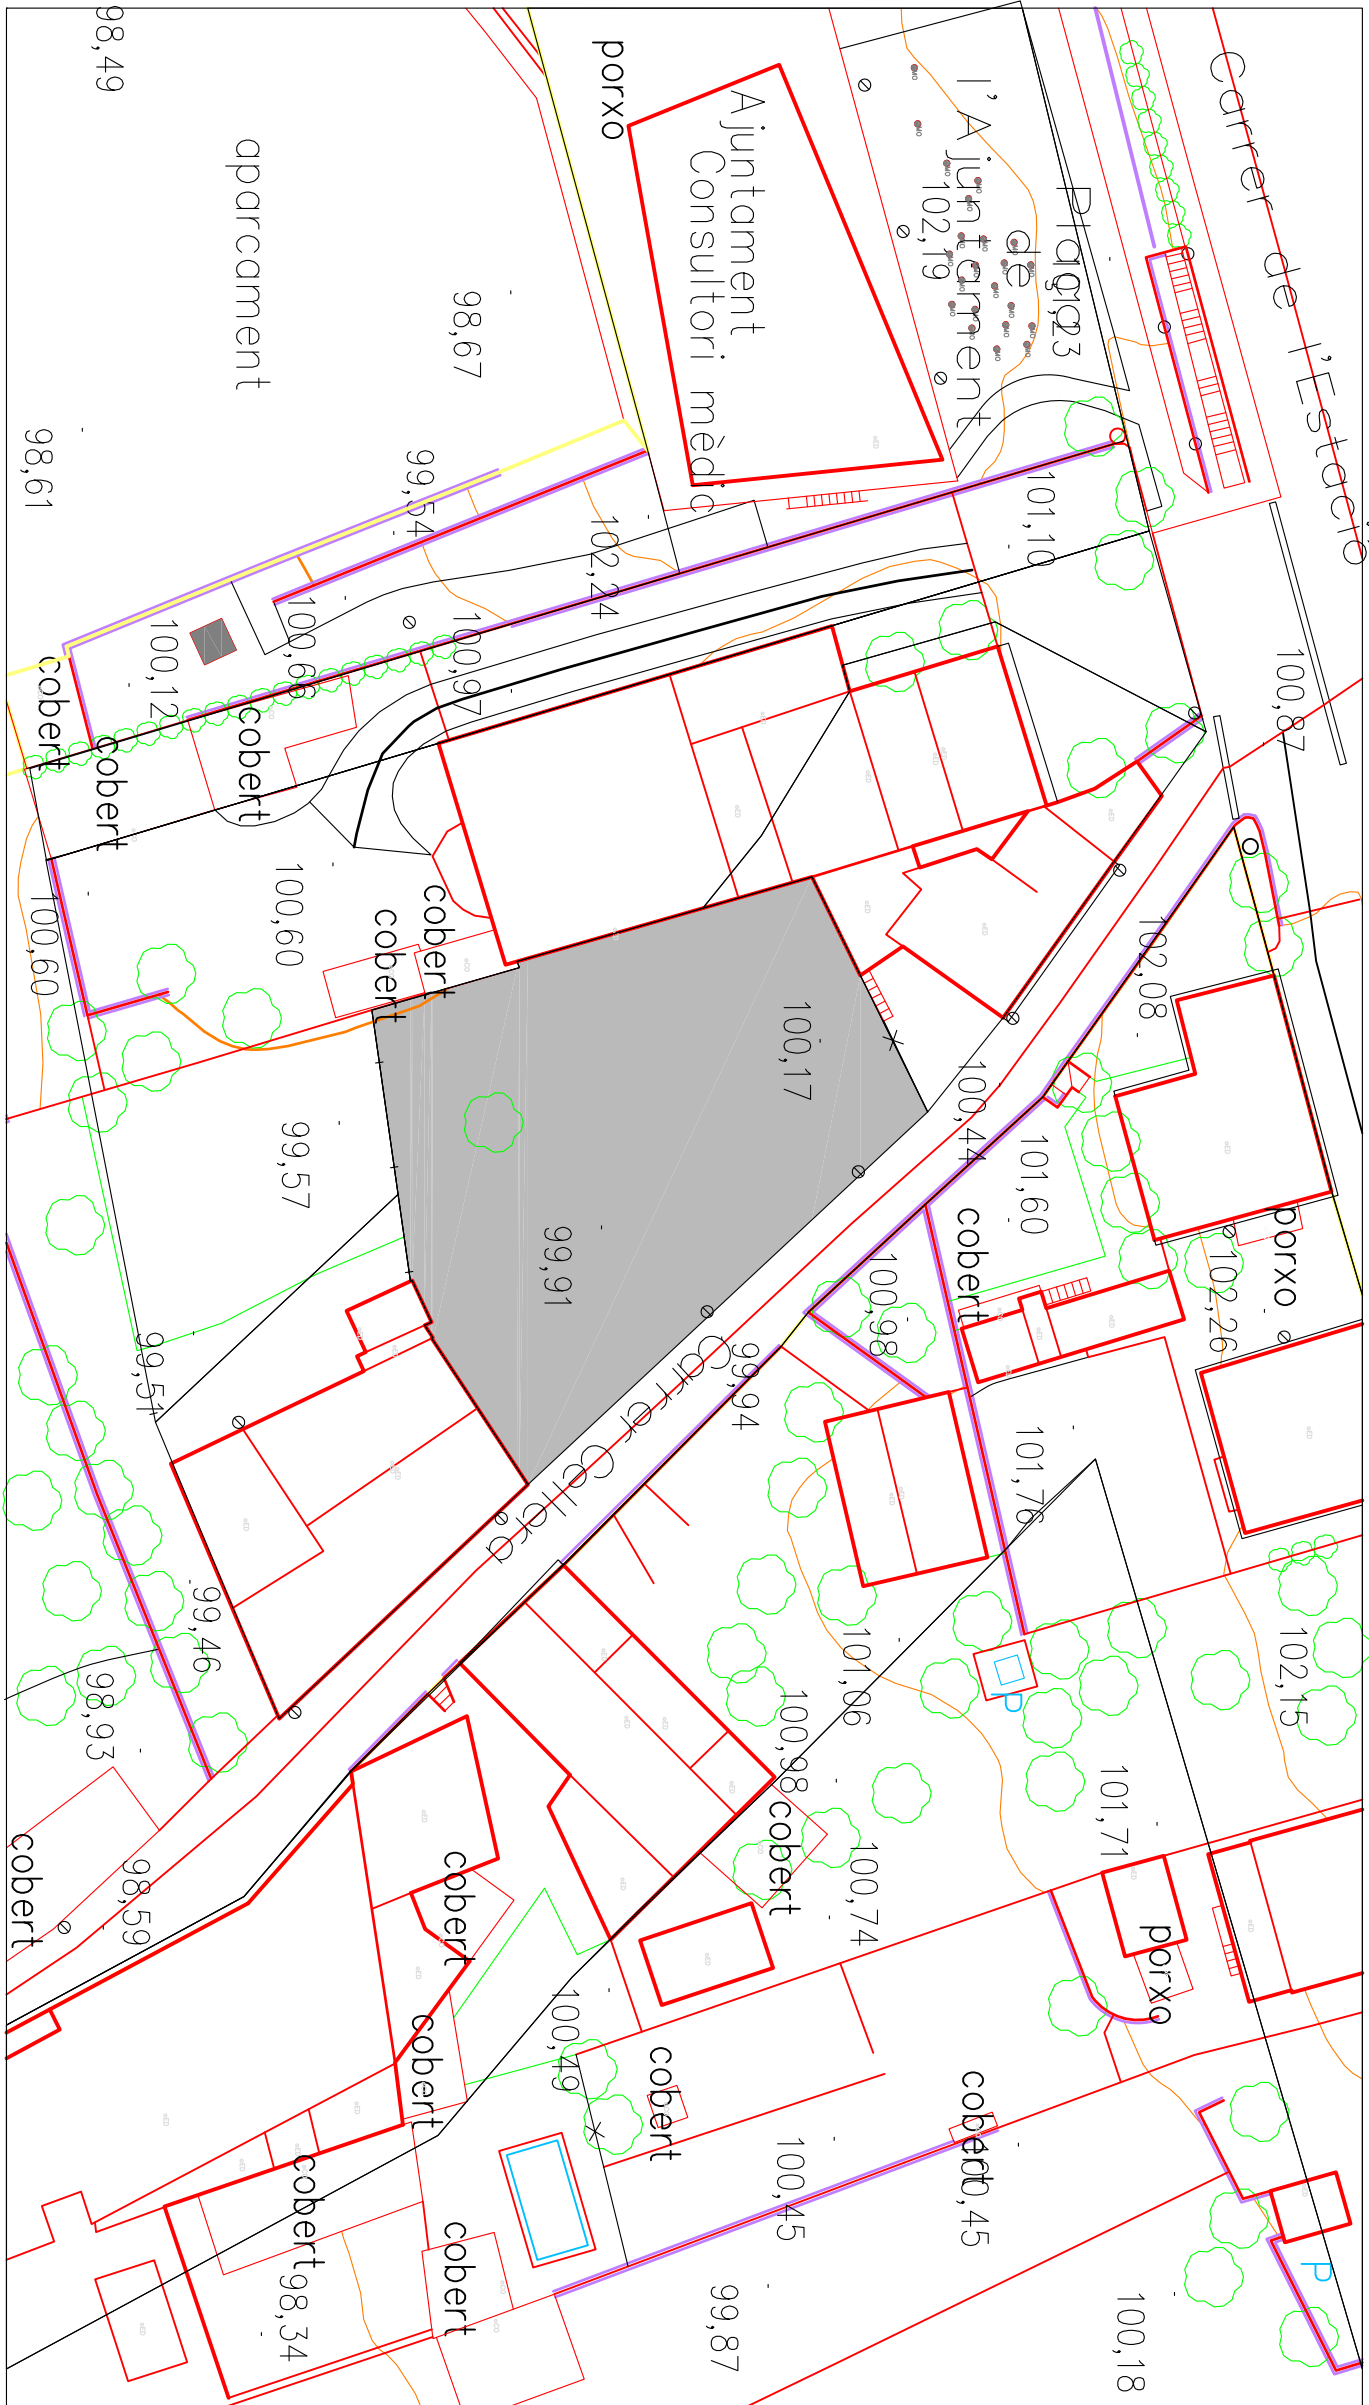 98,49
aparcament
98,61
98,67
porxo
Ajuntament
Consultori mèdic
Plaça
de
l'Ajuntament
102,19
Carrer de l'Estació
99,54
102,24
101,10
100,87
100,12
100,66
100,97
cobert
cobert
cobert
100,60
100,60
cobert
cobert
100,17
102,08
99,57
99,91
100,44
101,60
cobert
porxo
102,26
100,98
99,94
99,51
Carrer Collera
101,76
99,46
98,93
101,06
100,98
P
102,15
101,71
cobert
98,59
cobert
cobert
100,74
porxo
cobert
100,49
cobert
cobert
100,45
100,45
cobert
98,34
cobert
99,87
100,18
P